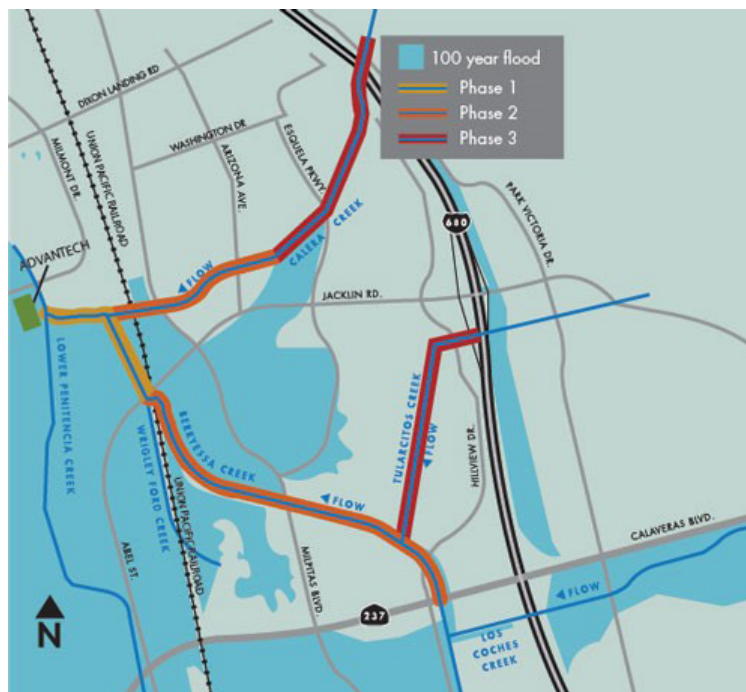 100 year flood
Phase 1
Phase 2
Phase 3
DIXON LANDING RD
MILMONT DR.
UNION PACIFIC RAILROAD
WASHINGTON DR
ARIZONA AVE.
ESQUELA PKWY.
CALERA CREEK
FLOW
680
PARK VICTORIA DR.
ADVANTECH
JACKLIN RD.
LOWER PENITENCIA CREEK
WRIGLEY FORD CREEK
BERRYESSA CREEK
TULARCITOS CREEK
FLOW
HILLVIEW DR.
FLOW
UNION PACIFIC RAILROAD
ABEL ST.
MILPITAS BLVD.
CALAVERAS BLVD.
237
FLOW
LOS
COCHES
CREEK
N